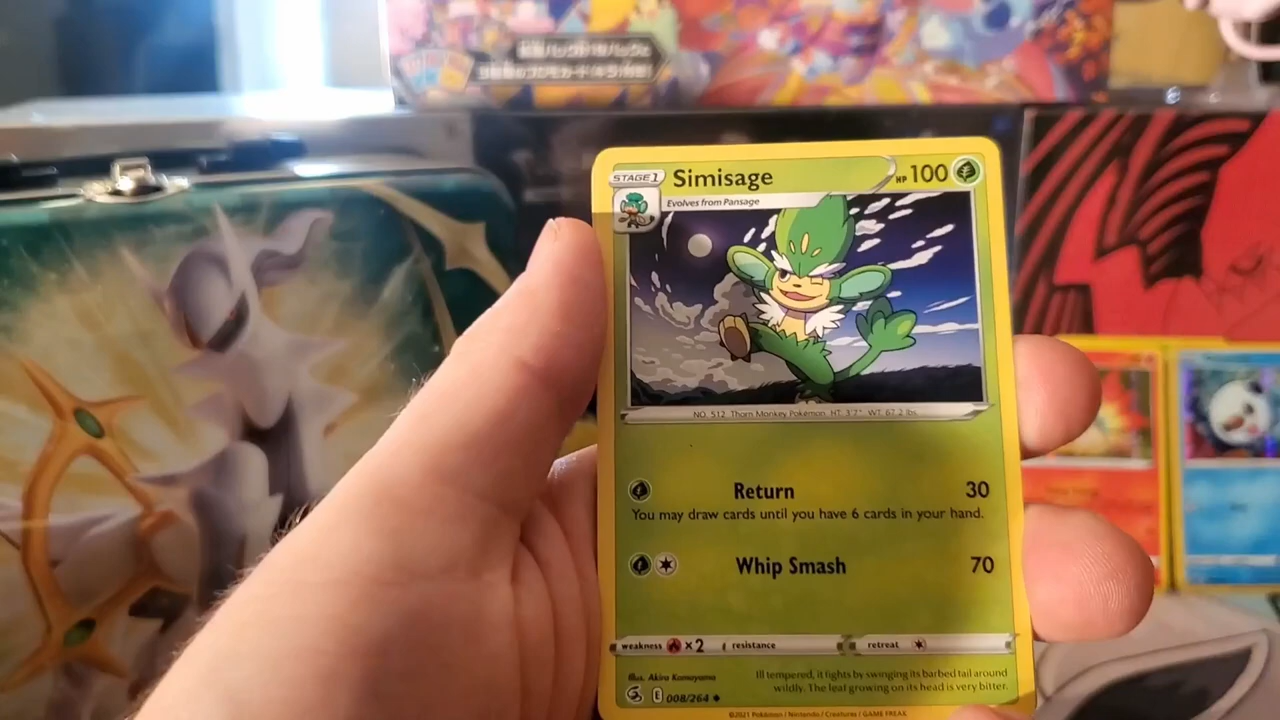 STAGE 1 Simisage HP 100
Evolves from Pansage
NO. 512 Thorn Monkey Pokémon HT: 3'7" WT: 67.2 lbs.
Return 30
You may draw cards until you have 6 cards in your hand.
Whip Smash 70
weakness ×2 resistance retreat
Illus. Akira Komayama
Ill tempered, it fights by swinging its barbed tail around
wildly. The leaf growing on its head is very bitter.
E 008/264
©2021 Pokémon / Nintendo / Creatures / GAME FREAK